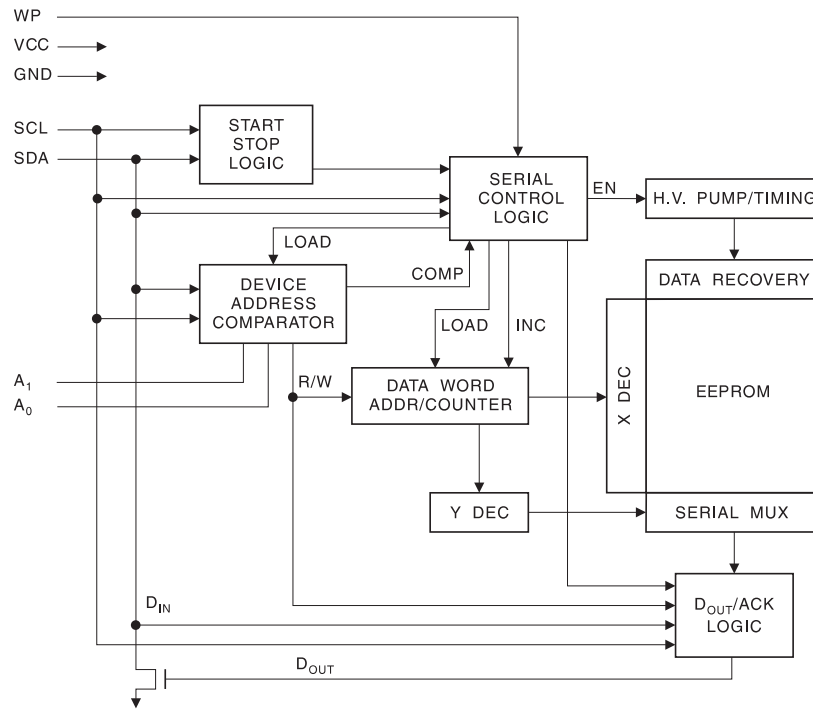 WP
VCC
GND
SCL
SDA
START
STOP
LOGIC
SERIAL
CONTROL
LOGIC
EN
H.V. PUMP/TIMING
LOAD
COMP
DEVICE
ADDRESS
COMPARATOR
DATA RECOVERY
LOAD
INC
A1
A0
R/W
DATA WORD
ADDR/COUNTER
X DEC
EEPROM
Y DEC
SERIAL MUX
DIN
DOUT/ACK
LOGIC
DOUT